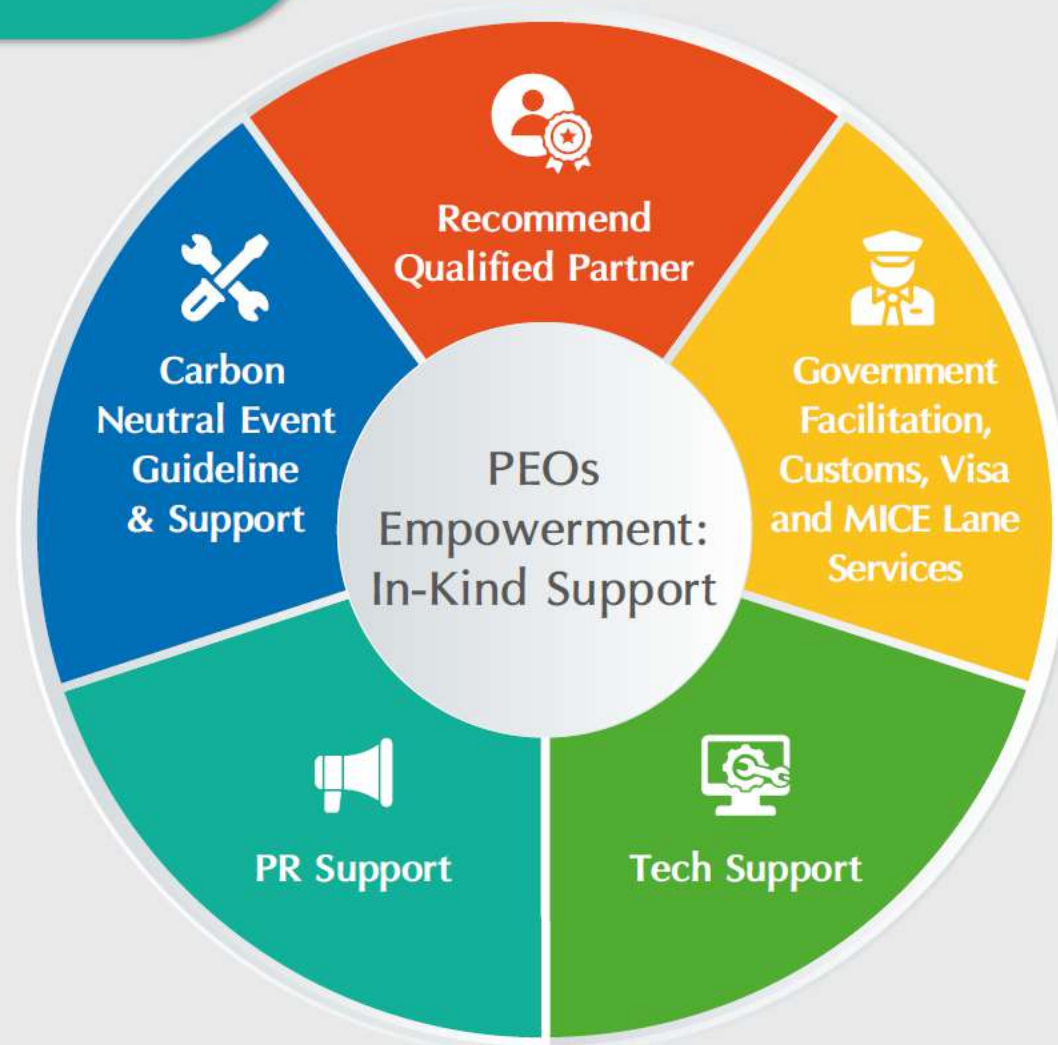 Recommend
Qualified Partner
Government
Facilitation,
Customs, Visa
and MICE Lane
Services
Tech Support
PR Support
Carbon
Neutral Event
Guideline
& Support
PEOs
Empowerment:
In-Kind Support